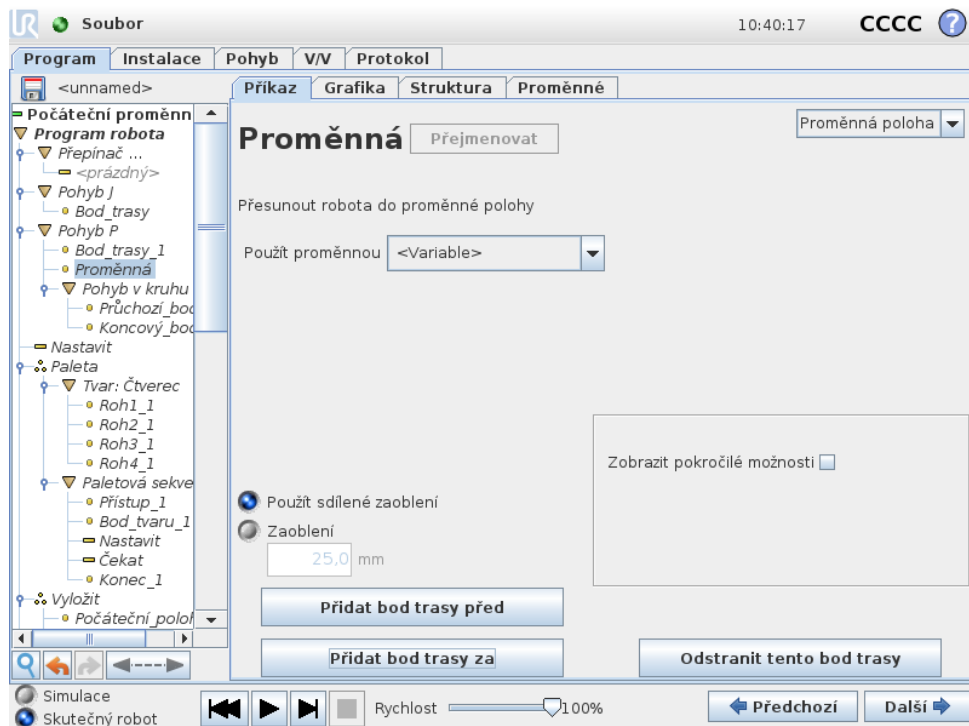 UR Soubor 10:40:17 CCCC ?
Program Instalace Pohyb V/V Protokol
<unnamed> Příkaz Grafika Struktura Proměnné
Počáteční proměnn
Program robota
Přepínač ...
<prázdný>
Pohyb J
Bod_trasy
Pohyb P
Bod_trasy_1
Proměnná
Pohyb v kruhu
Průchozí_bod
Koncový_bod
Nastavit
Paleta
Tvar: Čtverec
Roh1_1
Roh2_1
Roh3_1
Roh4_1
Paletová sekve
Přístup_1
Bod_tvaru_1
Nastavit
Čekat
Konec_1
Vyložit
Počáteční_poloh
Proměnná Přejmenovat Proměnná poloha
Přesunout robota do proměnné polohy
Použít proměnnou <Variable>
Zobrazit pokročilé možnosti
Použít sdílené zaoblení
Zaoblení
25,0 mm
Přidat bod trasy před
Přidat bod trasy za Odstranit tento bod trasy
Simulace
Skutečný robot
Rychlost 100% Předchozí Další